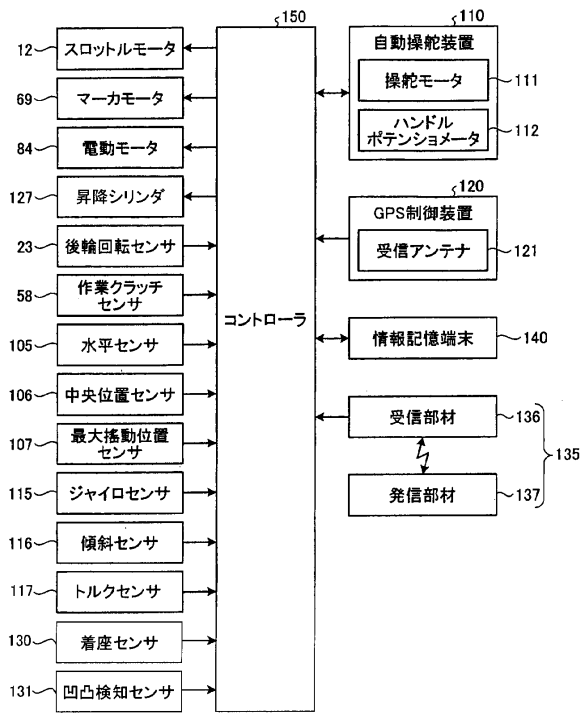 150
コントローラ
12
スロットルモータ
69
マーカモータ
84
電動モータ
127
昇降シリンダ
23
後輪回転センサ
58
作業クラッチ
センサ
105
水平センサ
106
中央位置センサ
107
最大搖動位置
センサ
115
ジャイロセンサ
116
傾斜センサ
117
トルクセンサ
130
着座センサ
131
凹凸検知センサ
110
自動操舵装置
操舵モータ
111
ハンドル
ポテンショメータ
112
120
GPS制御装置
受信アンテナ
121
情報記憶端末
140
受信部材
136
135
発信部材
137